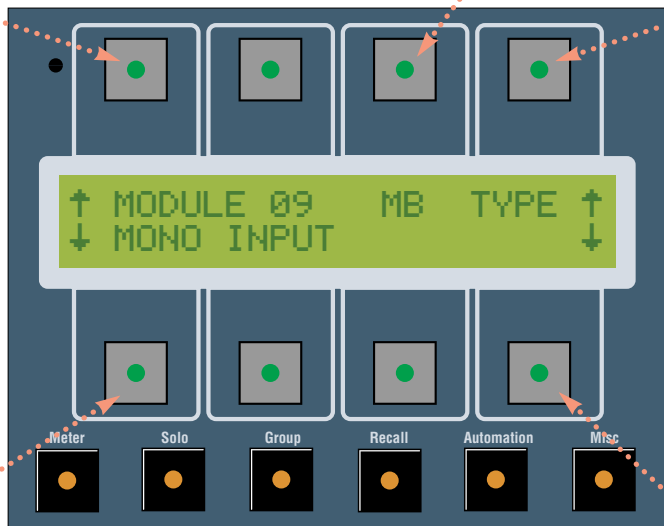 ↑ MODULE 09 MB TYPE ↑
↓ MONO INPUT ↓
Meter Solo Group Recall Automation Misc